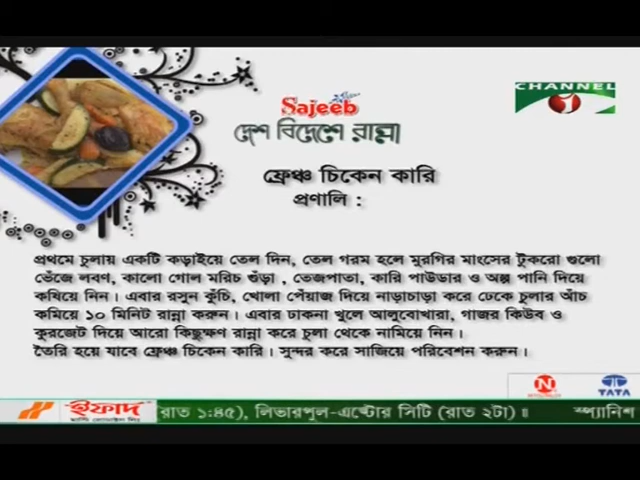 CHANNEL i
Sajeeb
দেশ বিদেশে রান্না
ফ্রেঞ্চ চিকেন কারি
প্রণালি :
প্রথমে চুলায় একটি কড়াইয়ে তেল দিন, তেল গরম হলে মুরগির মাংসের টুকরো গুলো
ভেঁজে লবণ, কালো গোল মরিচ গুঁড়া , তেজপাতা, কারি পাউডার ও অল্প পানি দিয়ে
কষিয়ে নিন। এবার রসুন কুঁচি, খোলা পেঁয়াজ দিয়ে নাড়াচাড়া করে ঢেকে চুলার আঁচ
কমিয়ে ১০ মিনিট রান্না করুন। এবার ঢাকনা খুলে আলুবোখারা, গাজর কিউব ও
কুরজেট দিয়ে আরো কিছুক্ষণ রান্না করে চুলা থেকে নামিয়ে নিন।
তৈরি হয়ে যাবে ফ্রেঞ্চ চিকেন কারি। সুন্দর করে সাজিয়ে পরিবেশন করুন।
N TATA
ইফাদ রাত ১:৪৫), লিভারপুল-এষ্টোর সিটি (রাত ২টা)॥ স্প্যানিশ